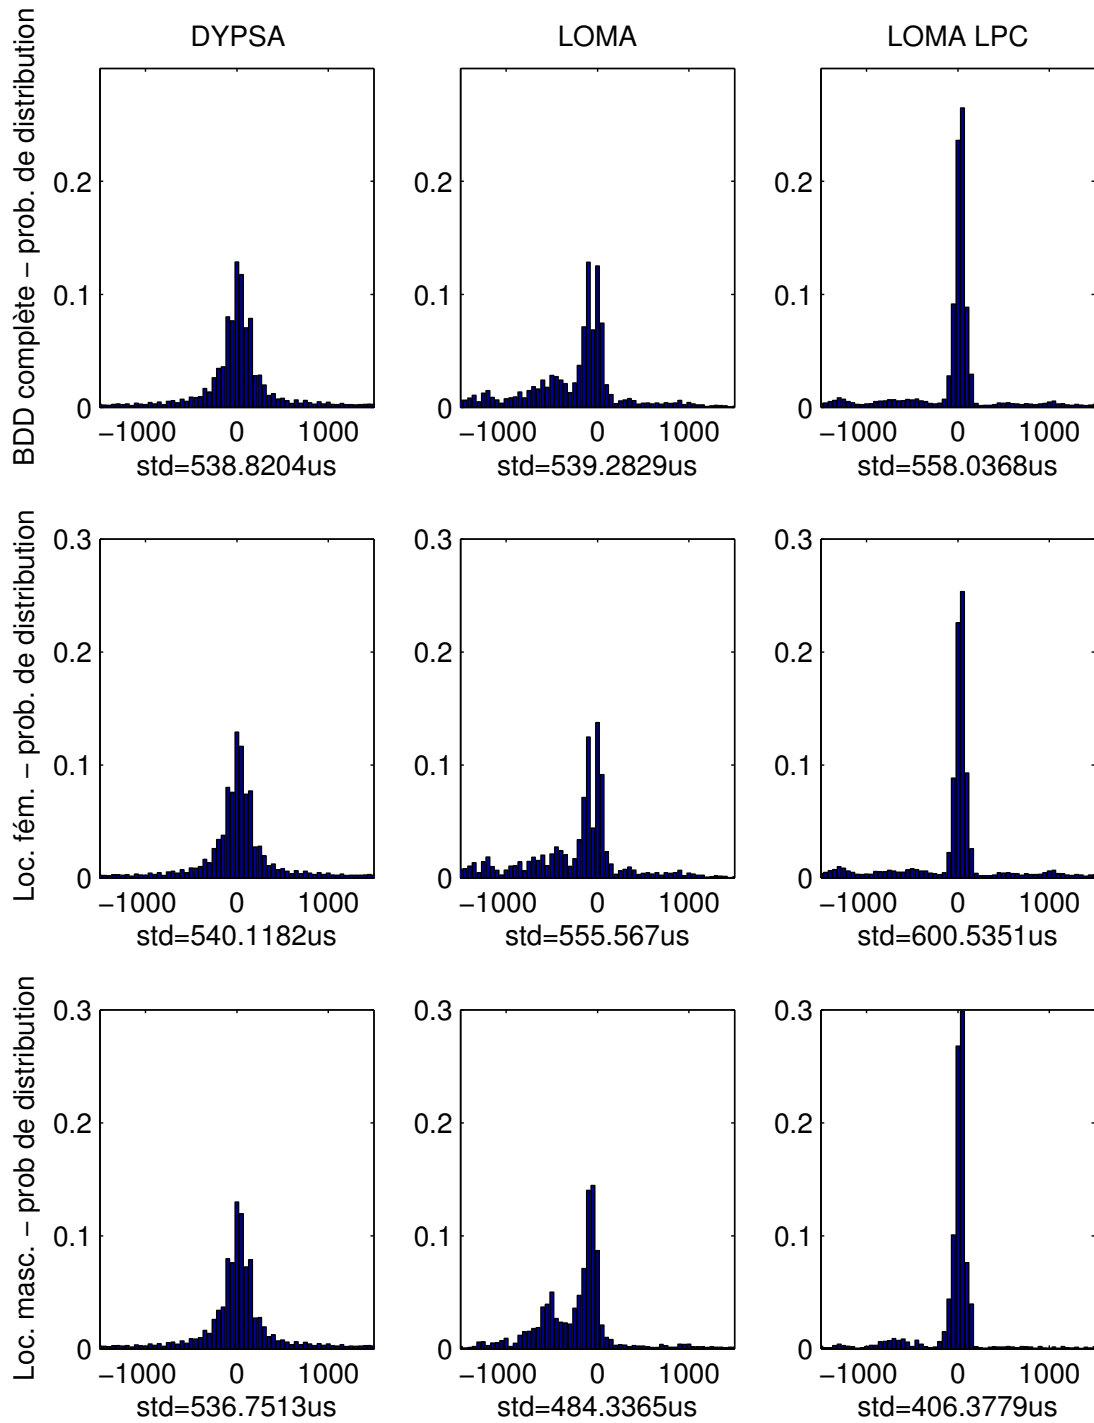 DYPSA
LOMA
LOMA LPC
BDD complète − prob. de distribution
0.2
0.1
0
−1000 0 1000
std=538.8204us
0.2
0.1
0
−1000 0 1000
std=539.2829us
0.2
0.1
0
−1000 0 1000
std=558.0368us
Loc. fém. − prob. de distribution
0.3
0.2
0.1
0
−1000 0 1000
std=540.1182us
0.3
0.2
0.1
0
−1000 0 1000
std=555.567us
0.3
0.2
0.1
0
−1000 0 1000
std=600.5351us
Loc. masc. − prob de distribution
0.3
0.2
0.1
0
−1000 0 1000
std=536.7513us
0.3
0.2
0.1
0
−1000 0 1000
std=484.3365us
0.3
0.2
0.1
0
−1000 0 1000
std=406.3779us